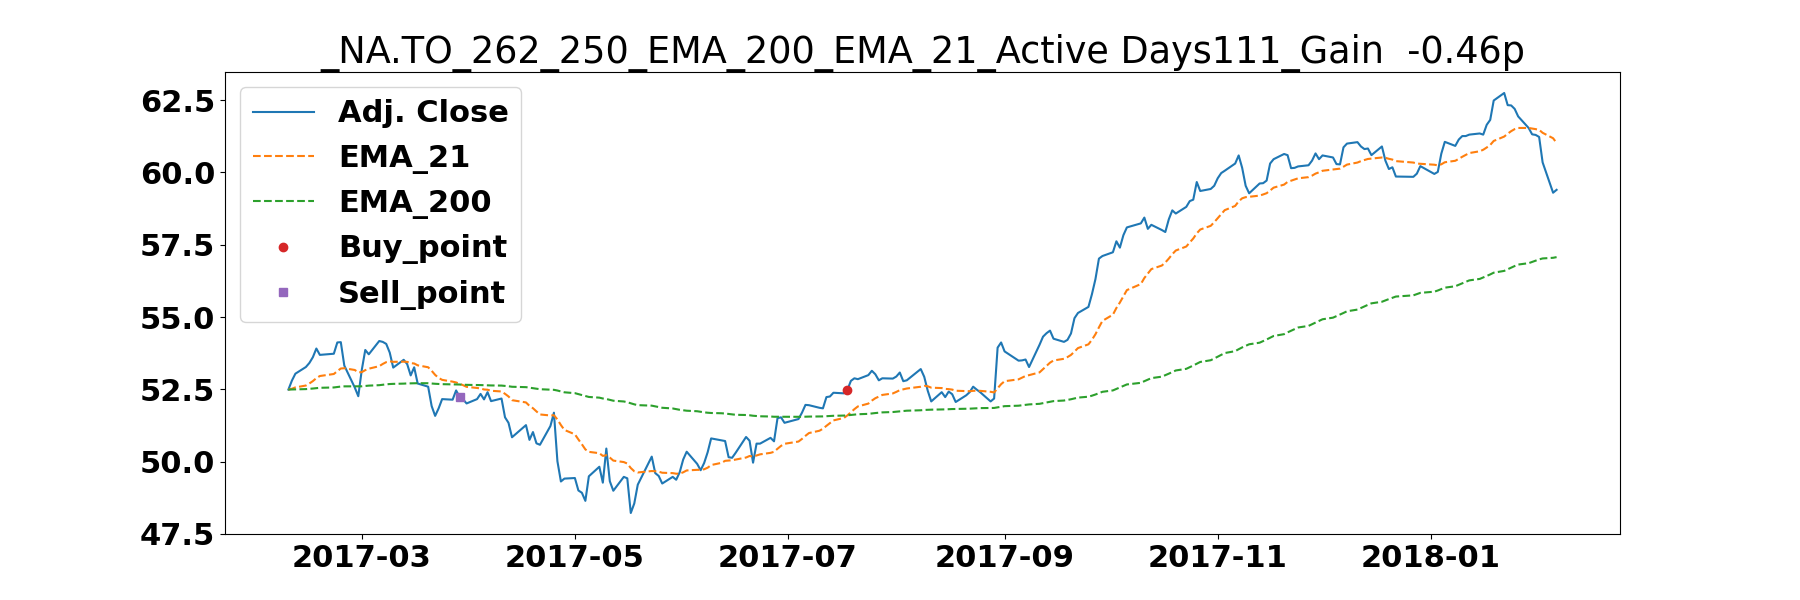 _NA.TO_262_250_EMA_200_EMA_21_Active Days111_Gain  -0.46p
62.5
60.0
57.5
55.0
52.5
50.0
47.5
Adj. Close
EMA_21
EMA_200
Buy_point
Sell_point
2017-03 2017-05 2017-07 2017-09 2017-11 2018-01